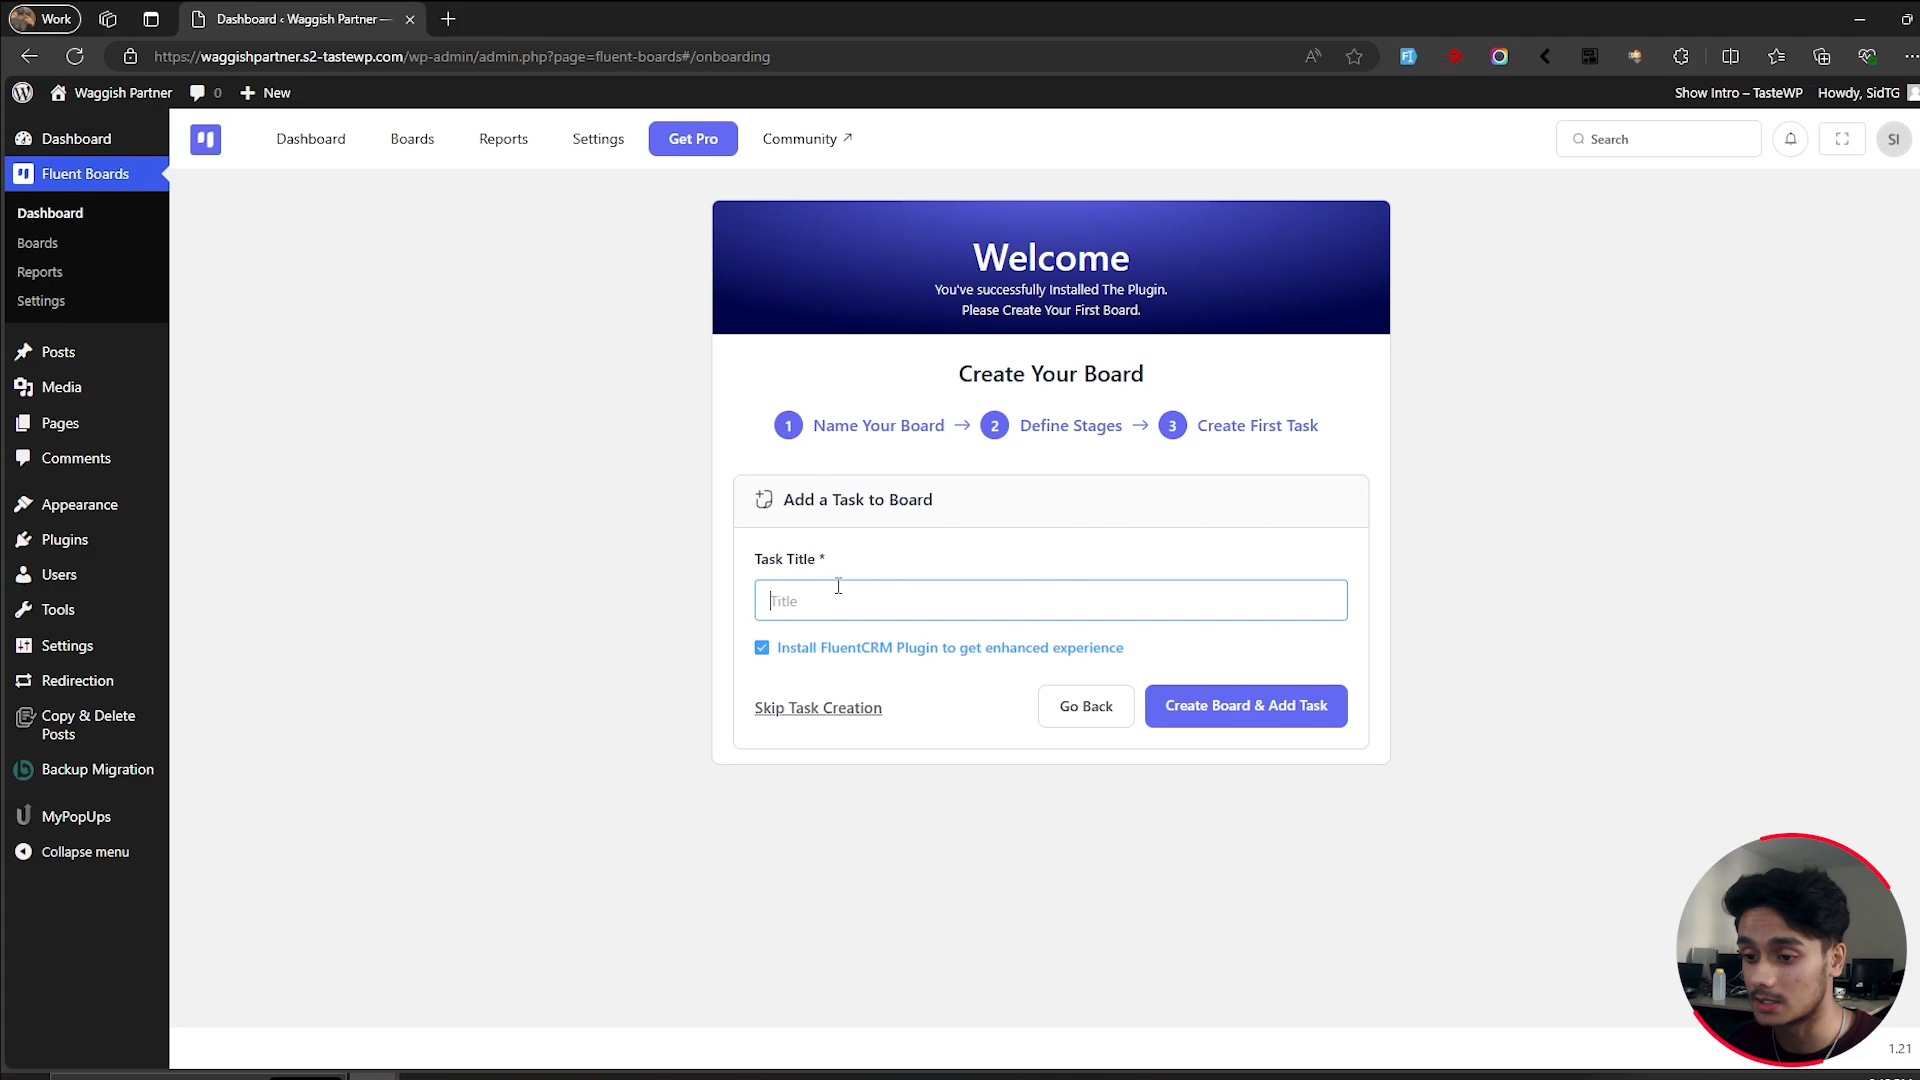 Work
Dashboard ‹ Waggish Partner —
https://waggishpartner.s2-tastewp.com/wp-admin/admin.php?page=fluent-boards#/onboarding
Waggish Partner
0
New
Show Intro – TasteWP
Howdy, SidTG
Dashboard
Fluent Boards
Dashboard
Boards
Reports
Settings
Posts
Media
Pages
Comments
Appearance
Plugins
Users
Tools
Settings
Redirection
Copy & Delete
Posts
Backup Migration
MyPopUps
Collapse menu
Dashboard
Boards
Reports
Settings
Get Pro
Community ↗
Search
SI
Welcome
You've successfully Installed The Plugin.
Please Create Your First Board.
Create Your Board
1 Name Your Board → 2 Define Stages → 3 Create First Task
Add a Task to Board
Task Title *
Title
Install FluentCRM Plugin to get enhanced experience
Skip Task Creation
Go Back
Create Board & Add Task
1.21